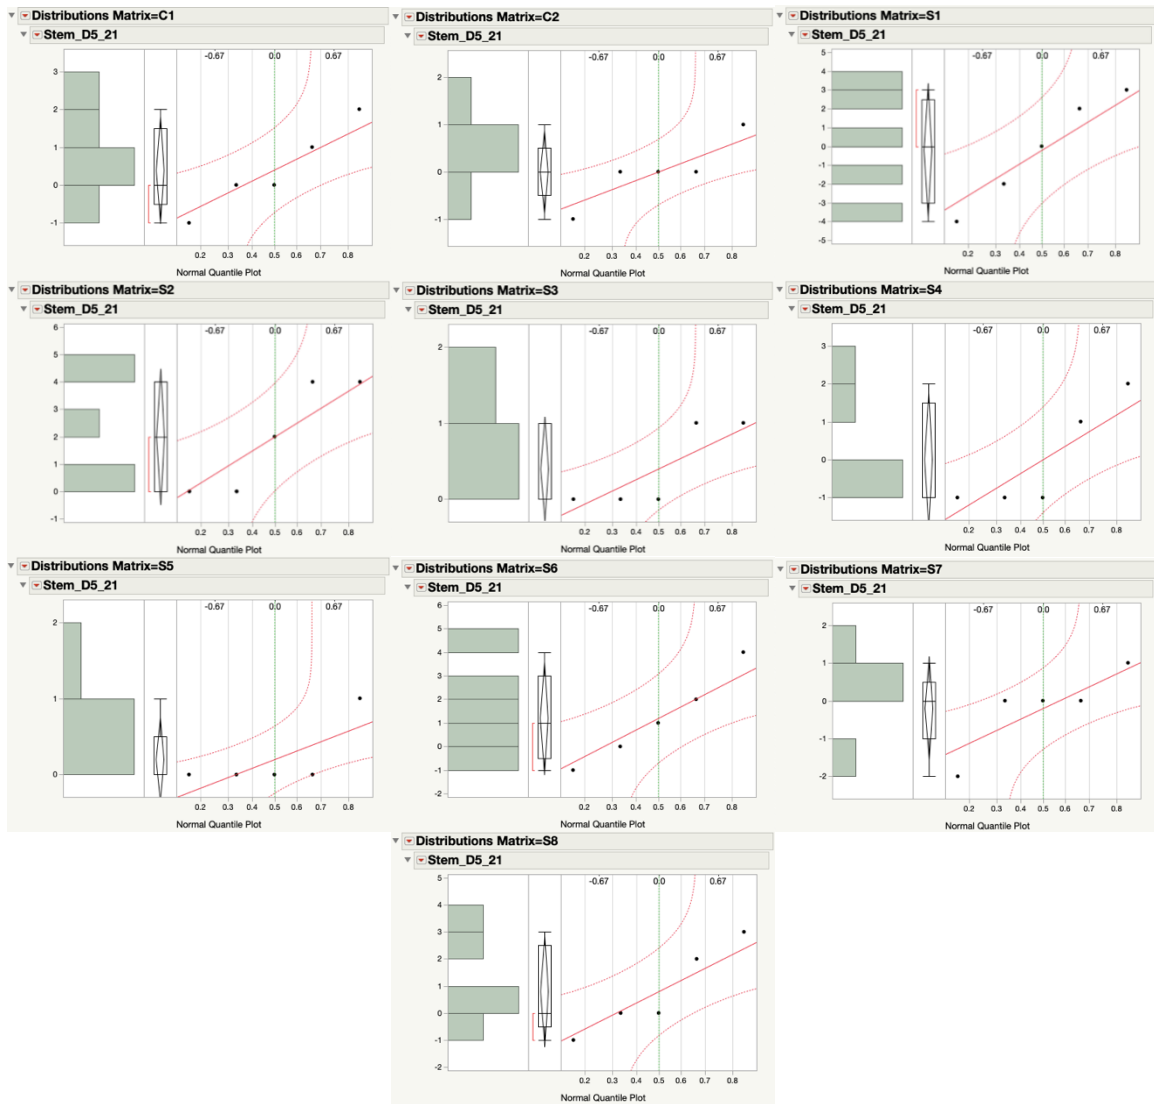 Distributions Matrix=C1
Stem_D5_21
-0.67 0.0 0.67
3
2
1
0
-1
0.2 0.3 0.4 0.5 0.6 0.7 0.8
Normal Quantile Plot
Distributions Matrix=C2
Stem_D5_21
-0.67 0.0 0.67
2
1
0
-1
0.2 0.3 0.4 0.5 0.6 0.7 0.8
Normal Quantile Plot
Distributions Matrix=S1
Stem_D5_21
-0.67 0.0 0.67
5
4
3
2
1
0
-1
-2
-3
-4
-5
0.2 0.3 0.4 0.5 0.6 0.7 0.8
Normal Quantile Plot
Distributions Matrix=S2
Stem_D5_21
-0.67 0.0 0.67
6
5
4
3
2
1
0
-1
0.2 0.3 0.4 0.5 0.6 0.7 0.8
Normal Quantile Plot
Distributions Matrix=S3
Stem_D5_21
-0.67 0.0 0.67
2
1
0
0.2 0.3 0.4 0.5 0.6 0.7 0.8
Normal Quantile Plot
Distributions Matrix=S4
Stem_D5_21
-0.67 0.0 0.67
3
2
1
0
-1
0.2 0.3 0.4 0.5 0.6 0.7 0.8
Normal Quantile Plot
Distributions Matrix=S5
Stem_D5_21
-0.67 0.0 0.67
2
1
0
0.2 0.3 0.4 0.5 0.6 0.7 0.8
Normal Quantile Plot
Distributions Matrix=S6
Stem_D5_21
-0.67 0.0 0.67
6
5
4
3
2
1
0
-1
-2
0.2 0.3 0.4 0.5 0.6 0.7 0.8
Normal Quantile Plot
Distributions Matrix=S7
Stem_D5_21
-0.67 0.0 0.67
2
1
0
-1
-2
0.2 0.3 0.4 0.5 0.6 0.7 0.8
Normal Quantile Plot
Distributions Matrix=S8
Stem_D5_21
-0.67 0.0 0.67
5
4
3
2
1
0
-1
-2
0.2 0.3 0.4 0.5 0.6 0.7 0.8
Normal Quantile Plot